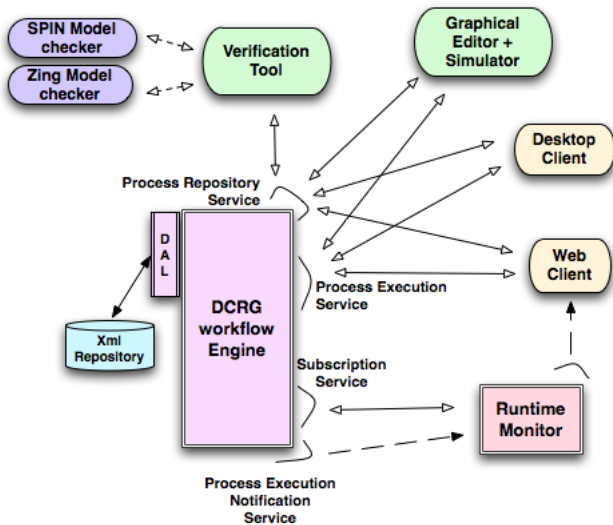 SPIN Model
checker
Zing Model
checker
Verification
Tool
Graphical
Editor +
Simulator
Desktop
Client
Process Repository
Service
D
A
L
DCRG
workflow
Engine
Xml
Repository
Process Execution
Service
Web
Client
Subscription
Service
Runtime
Monitor
Process Execution
Notification
Service